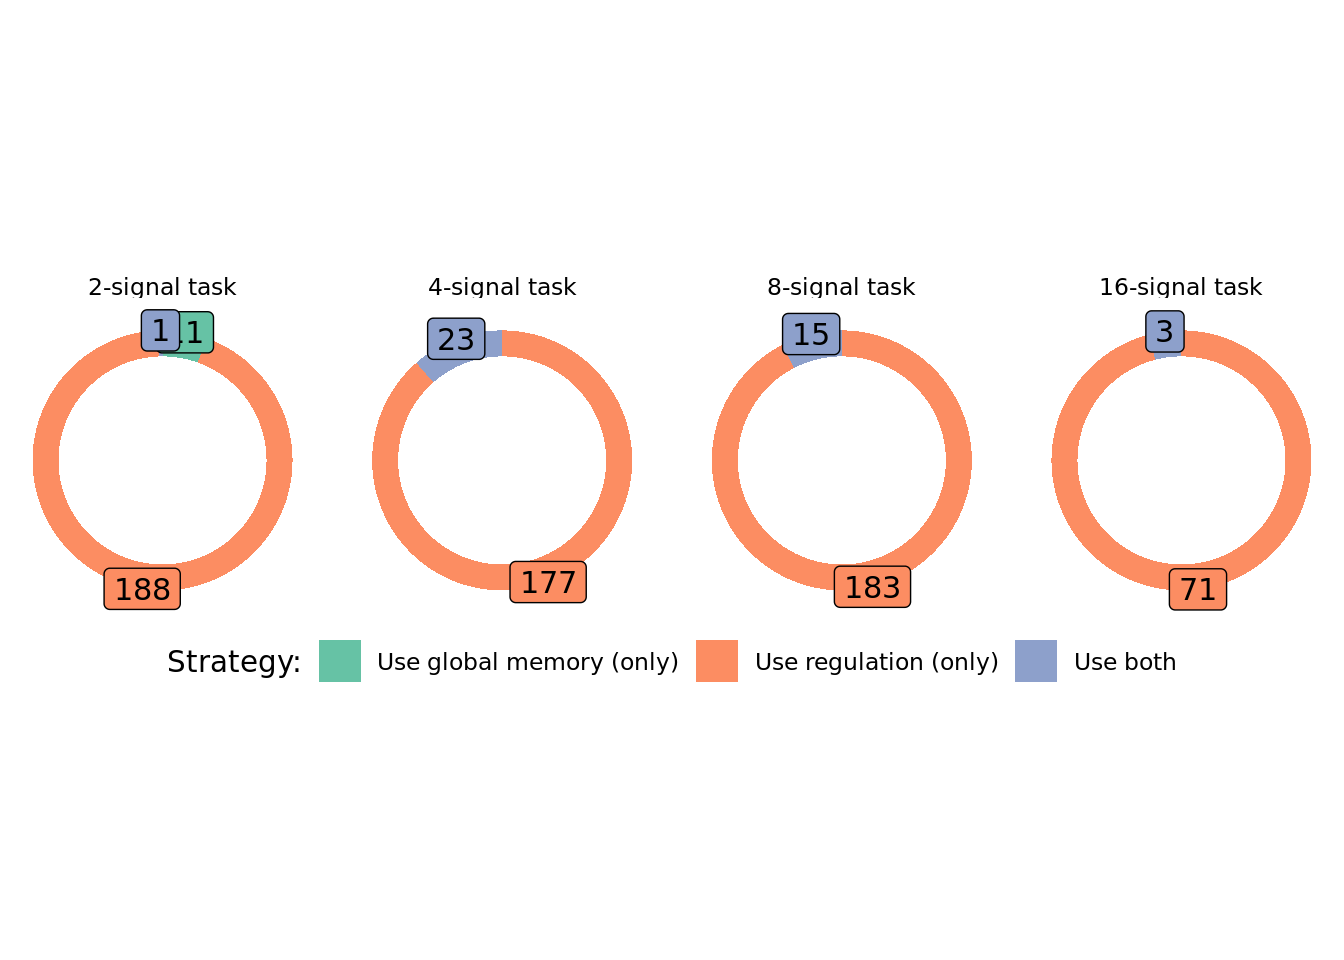 2-signal task
4-signal task
8-signal task
16-signal task
1
23
15
3
188
177
183
71
Strategy:
Use global memory (only)
Use regulation (only)
Use both